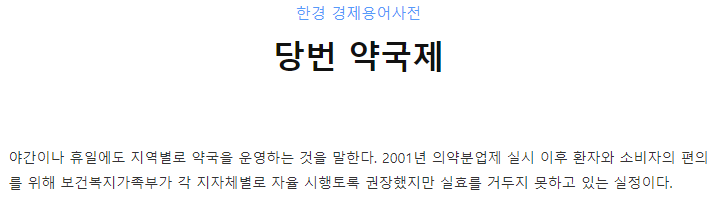 한경 경제용어사전
당번 약국제
야간이나 휴일에도 지역별로 약국을 운영하는 것을 말한다. 2001년 의약분업제 실시 이후 환자와 소비자의 편의
를 위해 보건복지가족부가 각 지자체별로 자율 시행토록 권장했지만 실효를 거두지 못하고 있는 실정이다.